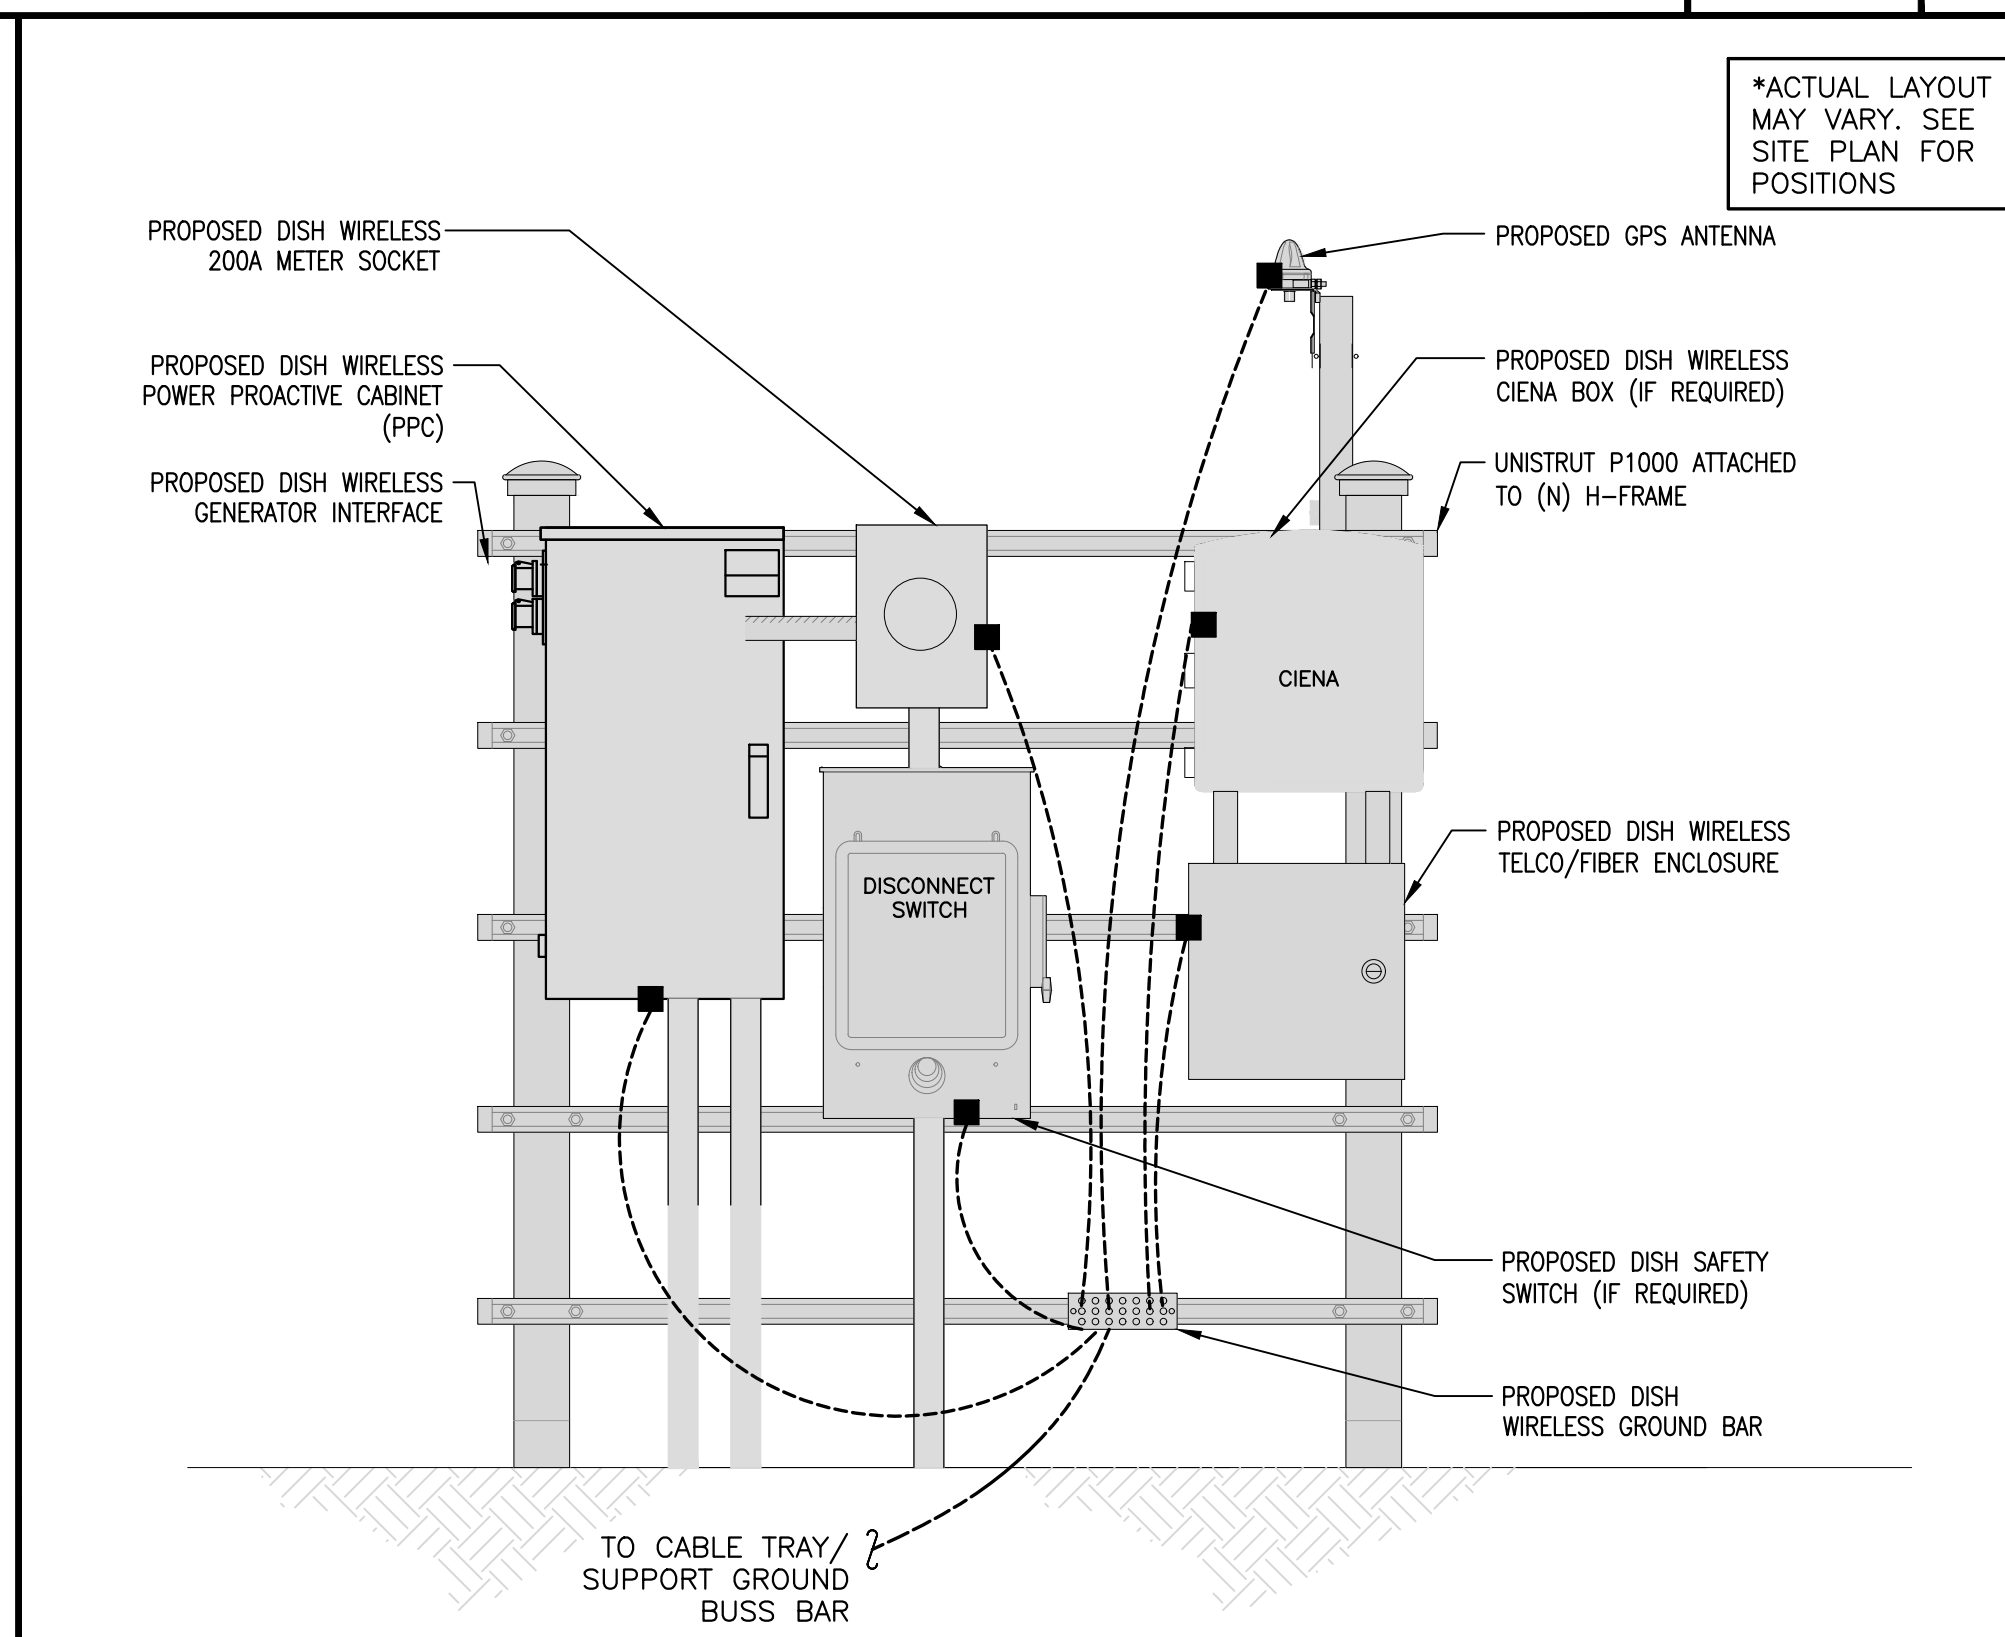 *ACTUAL LAYOUT
MAY VARY. SEE
SITE PLAN FOR
POSITIONS
PROPOSED DISH WIRELESS
200A METER SOCKET
PROPOSED GPS ANTENNA
PROPOSED DISH WIRELESS
POWER PROACTIVE CABINET
(PPC)
PROPOSED DISH WIRELESS
CIENA BOX (IF REQUIRED)
PROPOSED DISH WIRELESS
GENERATOR INTERFACE
UNISTRUT P1000 ATTACHED
TO (N) H-FRAME
CIENA
DISCONNECT
SWITCH
PROPOSED DISH WIRELESS
TELCO/FIBER ENCLOSURE
PROPOSED DISH SAFETY
SWITCH (IF REQUIRED)
PROPOSED DISH
WIRELESS GROUND BAR
TO CABLE TRAY/
SUPPORT GROUND
BUSS BAR